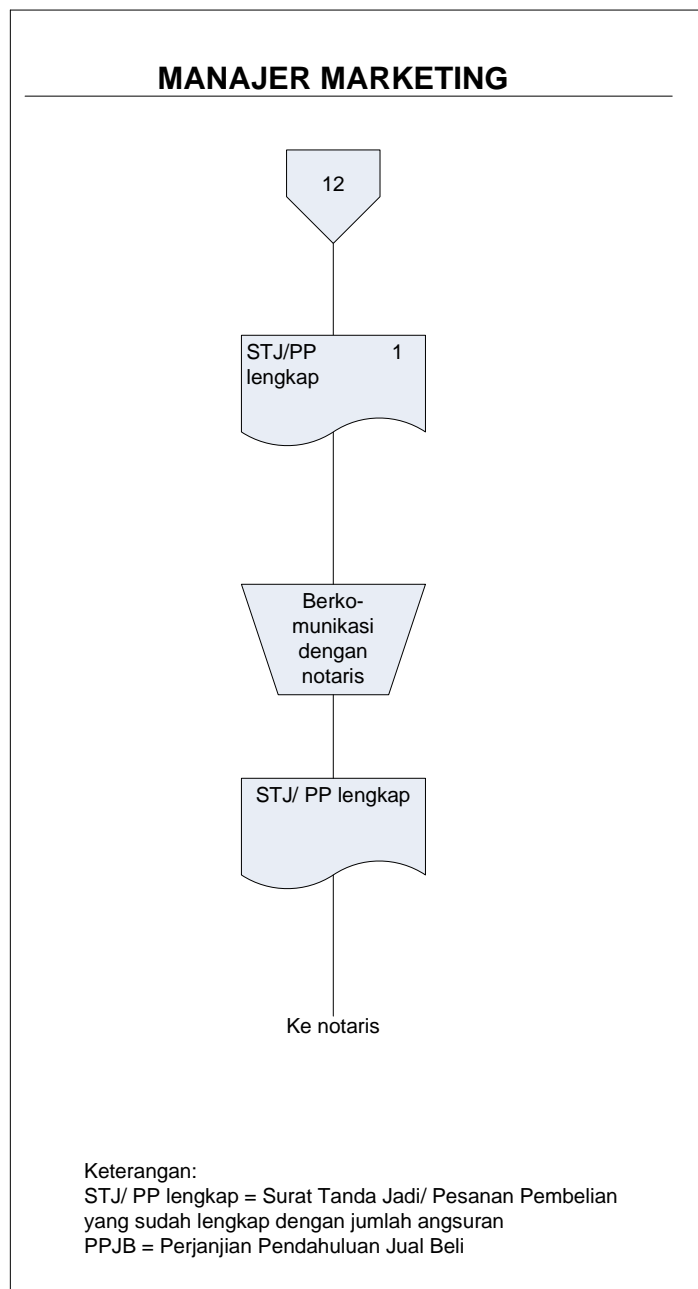 MANAJER MARKETING
12
STJ/PP 1
lengkap
Berko-
munikasi
dengan
notaris
STJ/ PP lengkap
Ke notaris
Keterangan:
STJ/ PP lengkap = Surat Tanda Jadi/ Pesanan Pembelian
yang sudah lengkap dengan jumlah angsuran
PPJB = Perjanjian Pendahuluan Jual Beli